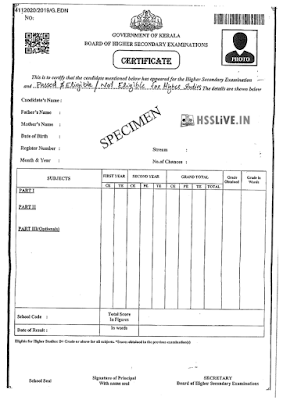 411/2020/2019/G.EDN
NO:
GOVERNMENT OF KERALA
BOARD OF HIGHER SECONDARY EXAMINATIONS
CERTIFICATE
PHOTO
This is to certify that the candidate mentioned below has appeared for the Higher Secondary Examination
and Passed & Eligible / Not Eligible for Higher Studies The details are shown below
Candidate's Name :
Father's Name :
Mother's Name :
Date of Birth :
Register Number : Stream :
Month & Year : No. of Chances :
SPECIMEN
HSSLIVE.IN
SUBJECTS FIRST YEAR SECOND YEAR GRAND TOTAL Grade Obtained Grade in Words
CE TE CE PE TE CE PE TE
PART I
PART II
PART III(Optionals)
School Code : Total Score In Figures
Date of Result : In words
Eligible for Higher Studies: D+ Grade or above for all subjects. *Scores obtained in the previous examination(s)
School Seal
Signature of Principal
With name seal
SECRETARY
Board of Higher Secondary Examinations